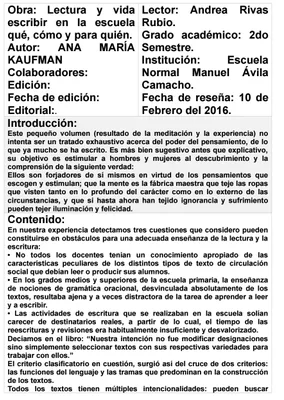 Obra: Lectura y vida
escribir en la escuela
qué, cómo y para quién.
Autor: ANA MARÍA
KAUFMAN
Colaboradores:
Edición:
Fecha de edición:
Editorial:.
Lector: Andrea Rivas
Rubio.
Grado académico: 2do
Semestre.
Institución: Escuela
Normal Manuel Ávila
Camacho.
Fecha de reseña: 10 de
Febrero del 2016.
Introducción:
Este pequeño volumen (resultado de la meditación y la experiencia) no
intenta ser un tratado exhaustivo acerca del poder del pensamiento, de lo
que ya mucho se ha escrito. Es más bien sugestivo antes que explicativo,
su objetivo es estimular a hombres y mujeres al descubrimiento y la
comprensión de la siguiente verdad:
Ellos son forjadores de sí mismos en virtud de los pensamientos que
escogen y estimulan; que la mente es la fábrica maestra que teje las ropas
que visten tanto en lo profundo del carácter como en lo externo de las
circunstancias, y que si hasta ahora han tejido ignorancia y sufrimiento
pueden tejer iluminación y felicidad.
Contenido:
En nuestra experiencia detectamos tres cuestiones que considero pueden
constituirse en obstáculos para una adecuada enseñanza de la lectura y la
escritura:
• No todos los docentes tenían un conocimiento apropiado de las
características peculiares de los distintos tipos de texto de circulación
social que debían leer o producir sus alumnos.
• En los grados medios y superiores de la escuela primaria, la enseñanza
de nociones de gramática oracional, desvinculada absolutamente de los
textos, resultaba ajena y a veces distractora de la tarea de aprender a leer
y a escribir.
• Las actividades de escritura que se realizaban en la escuela solían
carecer de destinatarios reales, a partir de lo cual, el tiempo de las
reescrituras y revisiones era habitualmente insuficiente y desvalorizado.
Decíamos en el libro: “Nuestra intención no fue modificar designaciones
sino simplemente seleccionar textos con sus respectivas variedades para
trabajar con ellos.”
El criterio clasificatorio en cuestión, surgió así del cruce de dos criterios:
las funciones del lenguaje y las tramas que predominan en la construcción
de los textos.
Todos los textos tienen múltiples intencionalidades: pueden buscar